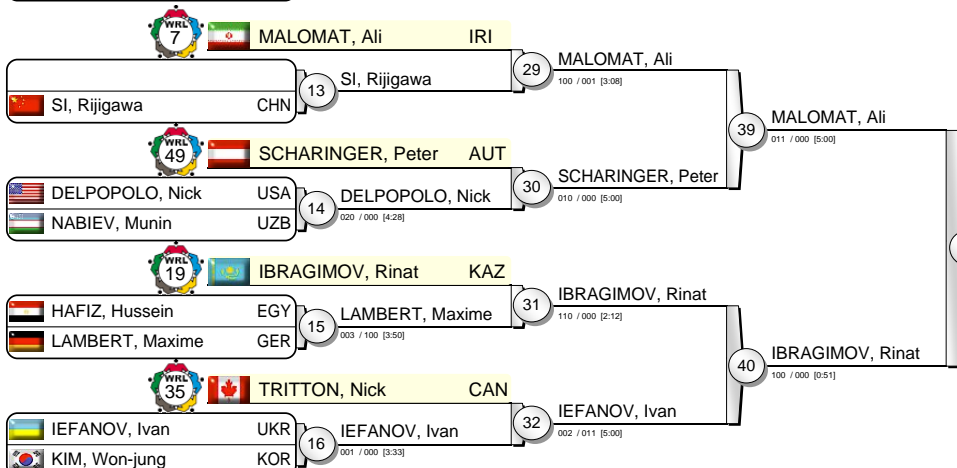 WRL 7 MALOMAT, Ali IRI
29 MALOMAT, Ali
100 / 001 [3:08]
13 SI, Rijigawa
SI, Rijigawa CHN
39 MALOMAT, Ali
011 / 000 [5:00]
WRL 49 SCHARINGER, Peter AUT
30 SCHARINGER, Peter
010 / 000 [5:00]
DELPOPOLO, Nick USA
14 DELPOPOLO, Nick
020 / 000 [4:28]
NABIEV, Munin UZB
WRL 19 IBRAGIMOV, Rinat KAZ
31 IBRAGIMOV, Rinat
110 / 000 [2:12]
HAFIZ, Hussein EGY
15 LAMBERT, Maxime
003 / 100 [3:50]
LAMBERT, Maxime GER
40 IBRAGIMOV, Rinat
100 / 000 [0:51]
WRL 35 TRITTON, Nick CAN
32 IEFANOV, Ivan
002 / 011 [5:00]
IEFANOV, Ivan UKR
16 IEFANOV, Ivan
001 / 000 [3:33]
KIM, Won-jung KOR